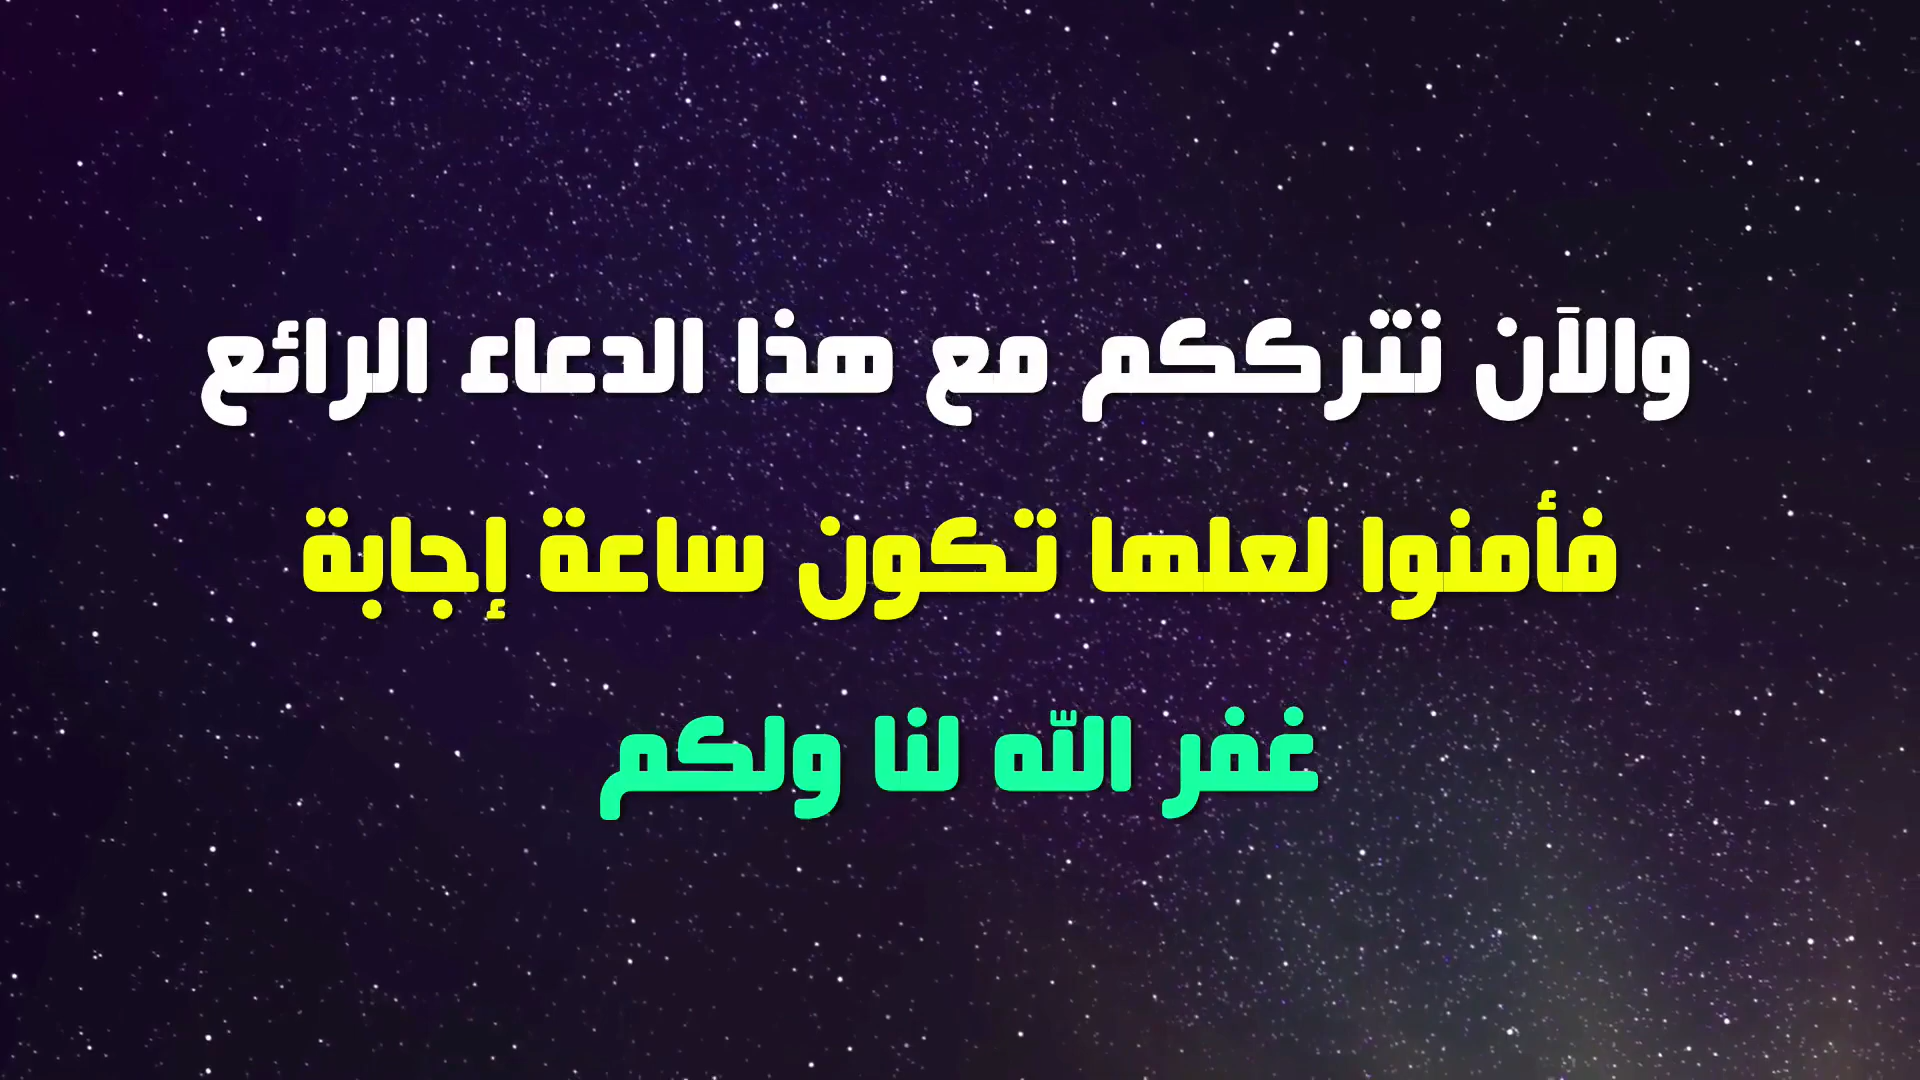 والآن نترككم مع هذا الدعاء الرائع
فأمنوا لعلها تكون ساعة إجابة
غفر الله لنا ولكم